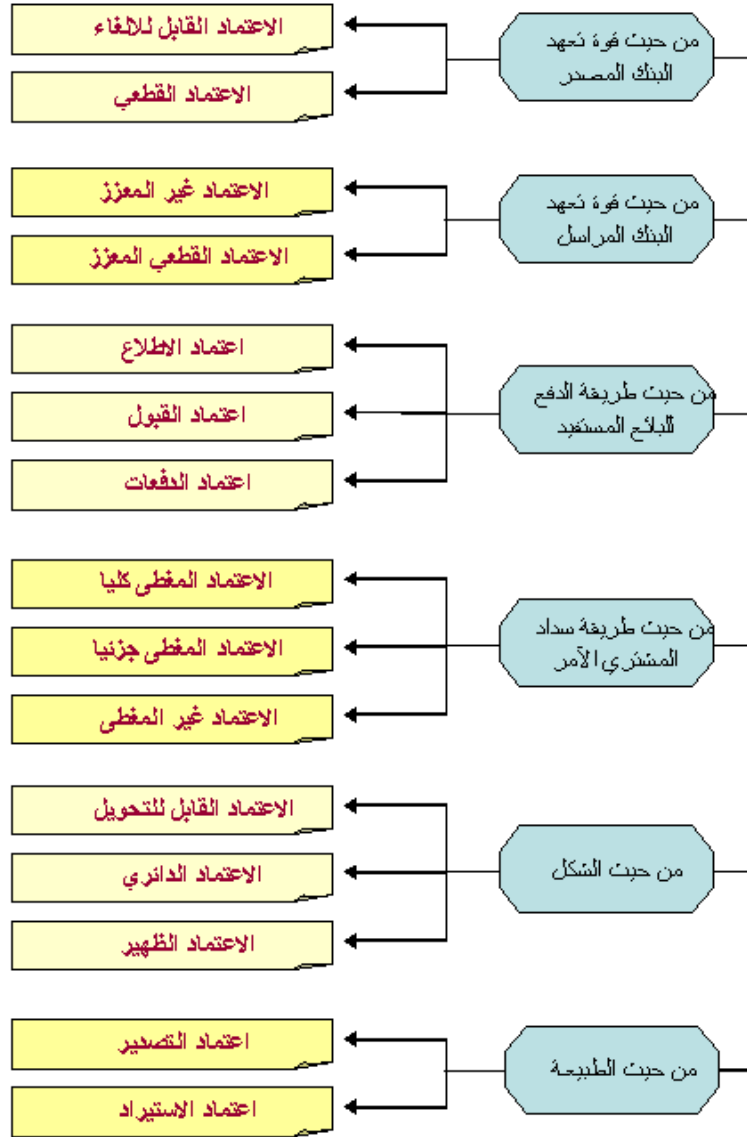 من حيث قوة تعهد
البنك المصدر
الاعتماد القابل للالغاء
الاعتماد القطعي
من حيث قوة تعهد
البنك المراسل
الاعتماد غير المعزز
الاعتماد القطعي المعزز
من حيث طريقة الدفع
للبائع المستفيد
اعتماد الاطلاع
اعتماد القبول
اعتماد الدفعات
من حيث طريقة سداد
المشتري الآمر
الاعتماد المغطى كليا
الاعتماد المغطى جزئيا
الاعتماد غير المغطى
من حيث الشكل
الاعتماد القابل للتحويل
الاعتماد الدائري
الاعتماد الظهير
من حيث الطبيعة
اعتماد التصدير
اعتماد الاستيراد